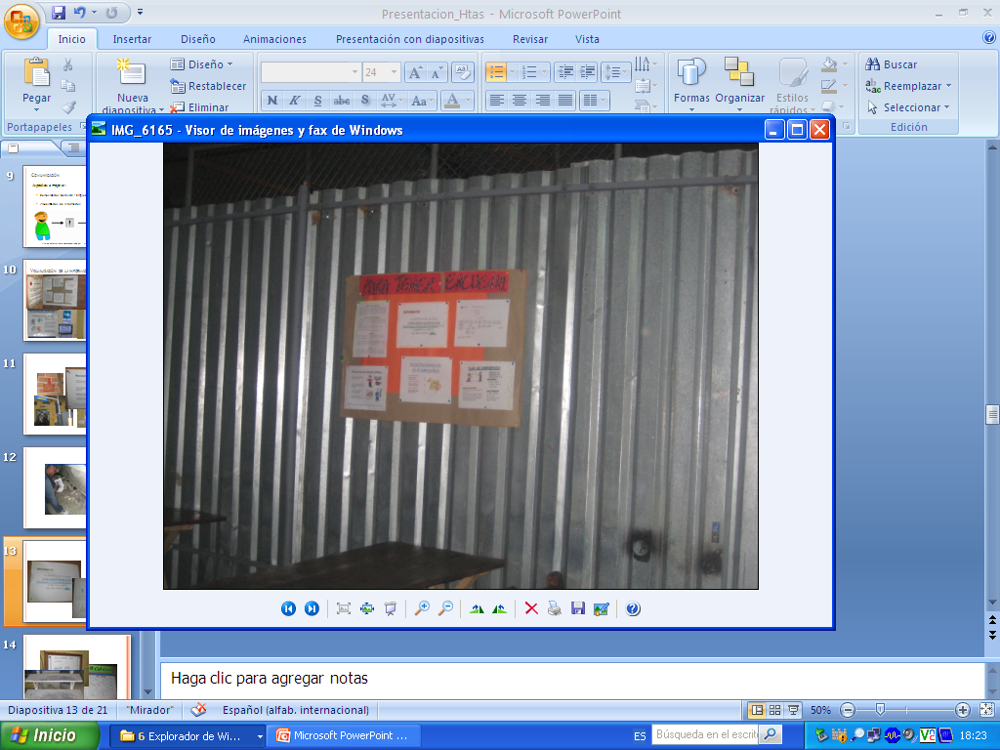 Presentacion_Htas - Microsoft PowerPoint
Inicio
Insertar
Diseño
Animaciones
Presentación con diapositivas
Revisar
Vista
Pegar
Portapapeles
Nueva
diapositiva
Diseño
Restablecer
Eliminar
24
N K S abc S AV Aa A
Formas
Organizar
Estilos
rápidos
Buscar
Reemplazar
Seleccionar
Edición
IMG_6165 - Visor de imágenes y fax de Windows
9
10
11
12
13
14
Haga clic para agregar notas
Diapositiva 13 de 21
"Mirador"
Español (alfab. internacional)
50%
Inicio
6 Explorador de Wi...
Microsoft PowerPoint ...
ES
Búsqueda en el escrit
18:23